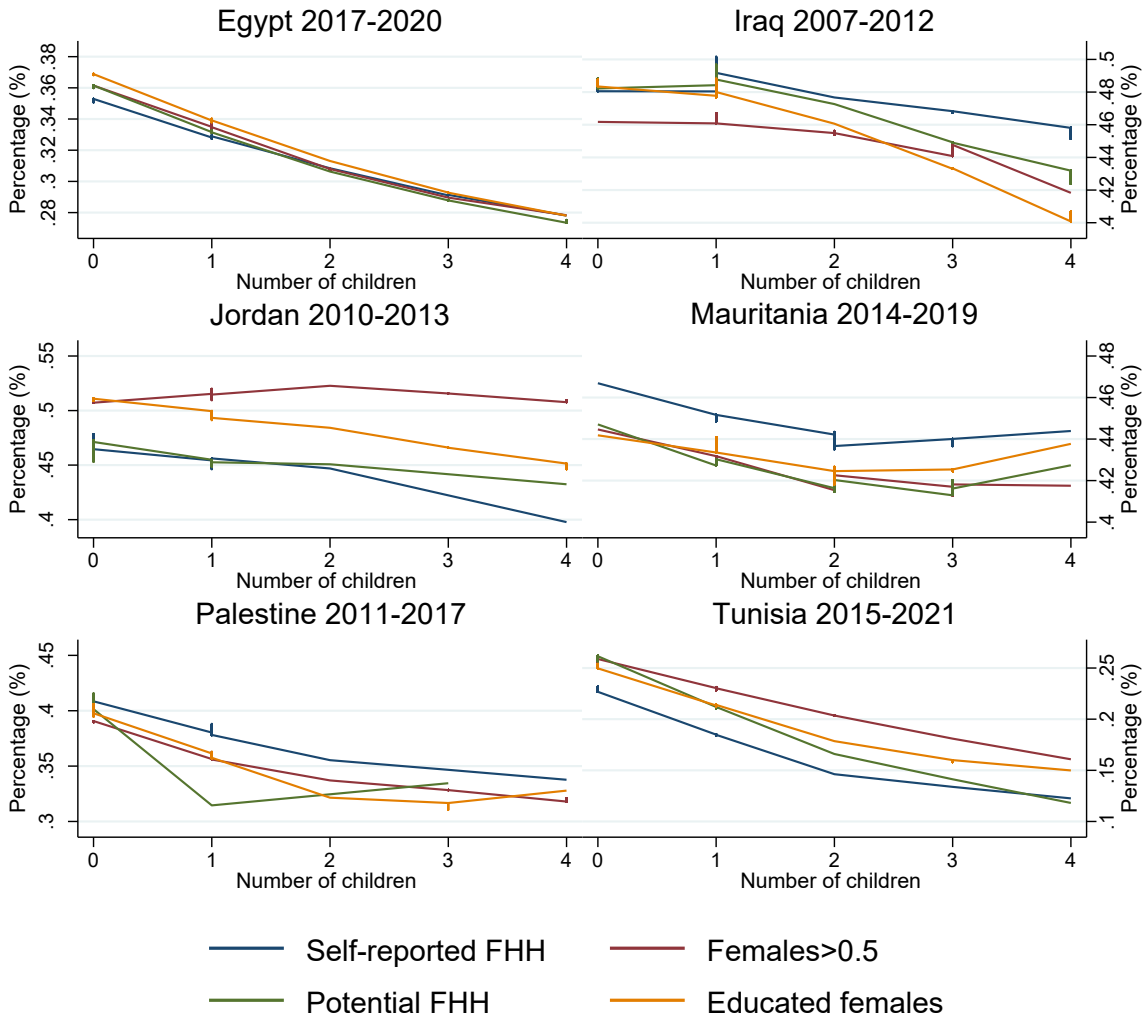 Egypt 2017-2020
Percentage (%)
.28 .3 .32 .34 .36 .38
0 1 2 3 4
Number of children
Iraq 2007-2012
Percentage (%)
.4 .42 .44 .46 .48 .5
0 1 2 3 4
Number of children
Jordan 2010-2013
Percentage (%)
.4 .45 .5 .55
0 1 2 3 4
Number of children
Mauritania 2014-2019
Percentage (%)
.4 .42 .44 .46 .48
0 1 2 3 4
Number of children
Palestine 2011-2017
Percentage (%)
.3 .35 .4 .45
0 1 2 3 4
Number of children
Tunisia 2015-2021
Percentage (%)
.1 .15 .2 .25
0 1 2 3 4
Number of children
Self-reported FHH
Females>0.5
Potential FHH
Educated females